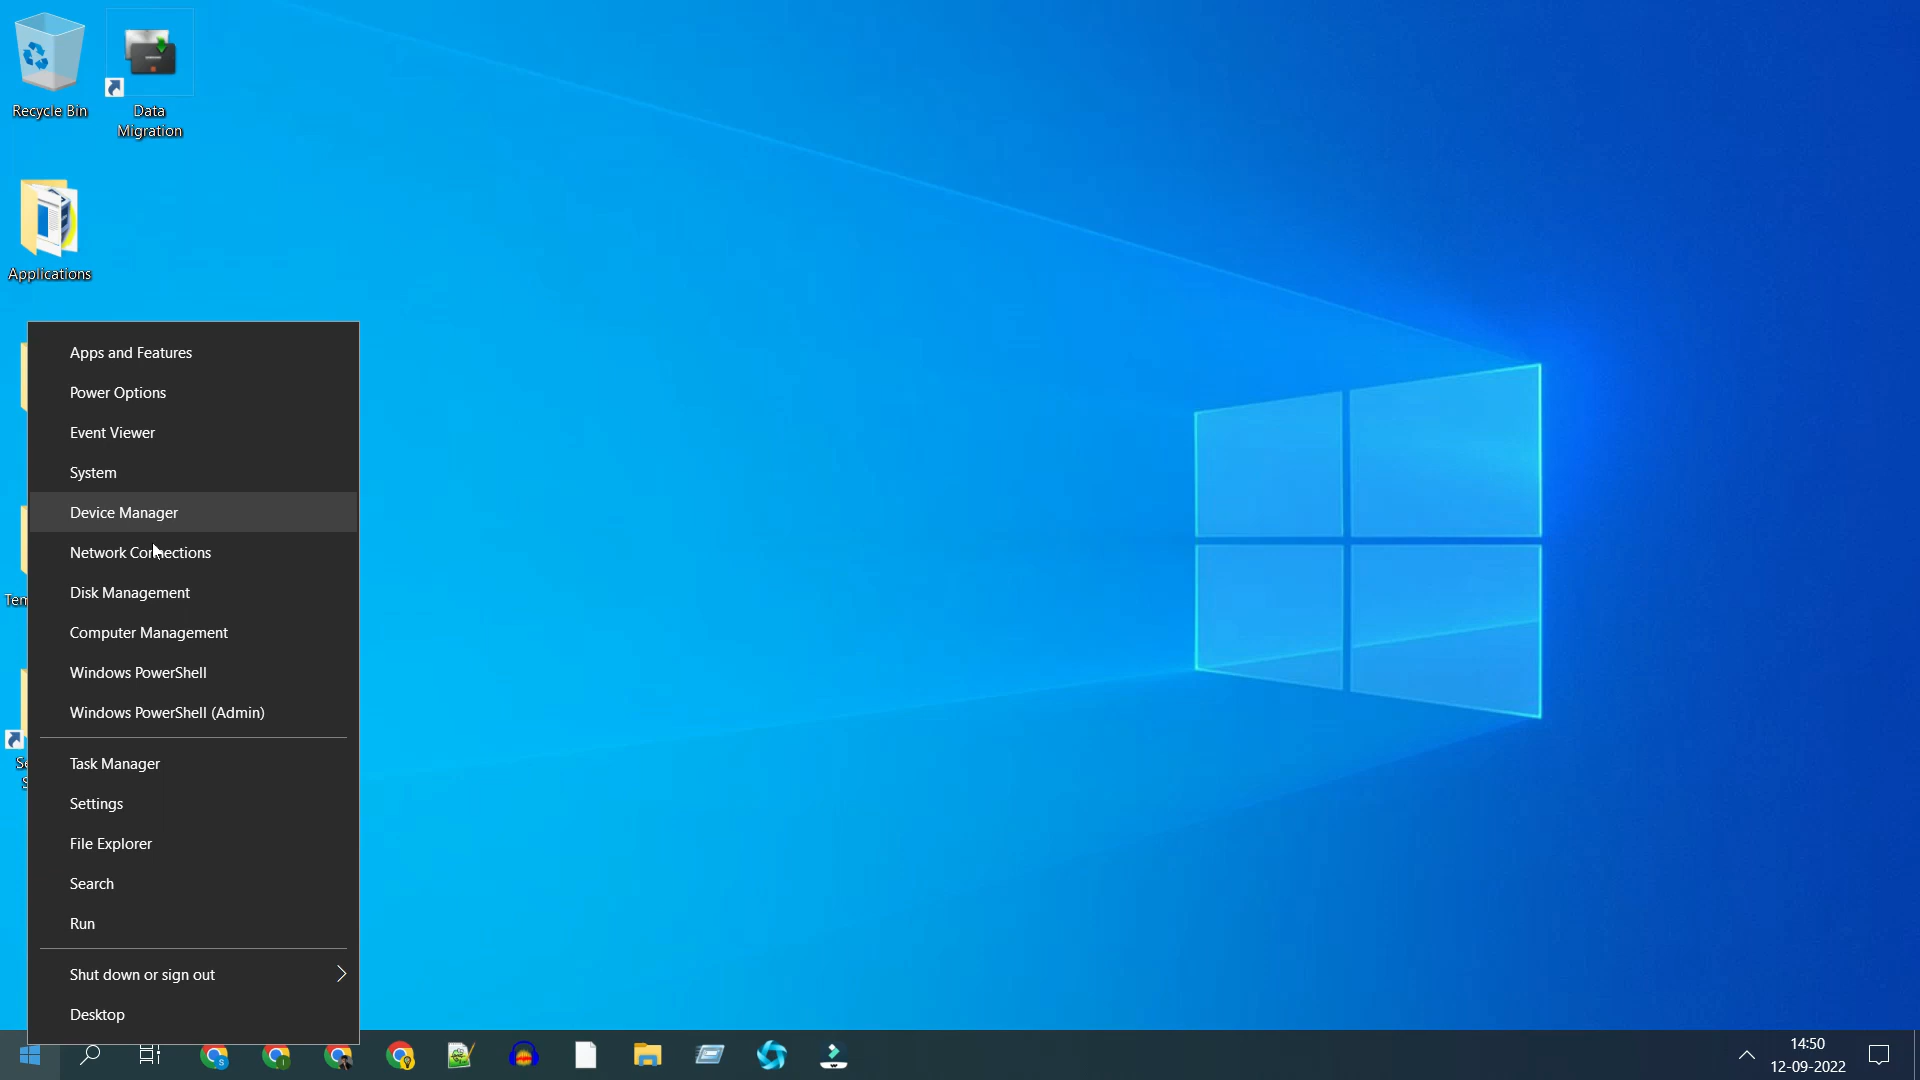 Recycle Bin
Data
Migration
Applications
Apps and Features
Power Options
Event Viewer
System
Device Manager
Network Connections
Disk Management
Computer Management
Windows PowerShell
Windows PowerShell (Admin)
Task Manager
Settings
File Explorer
Search
Run
Shut down or sign out
Desktop
14:50
12-09-2022